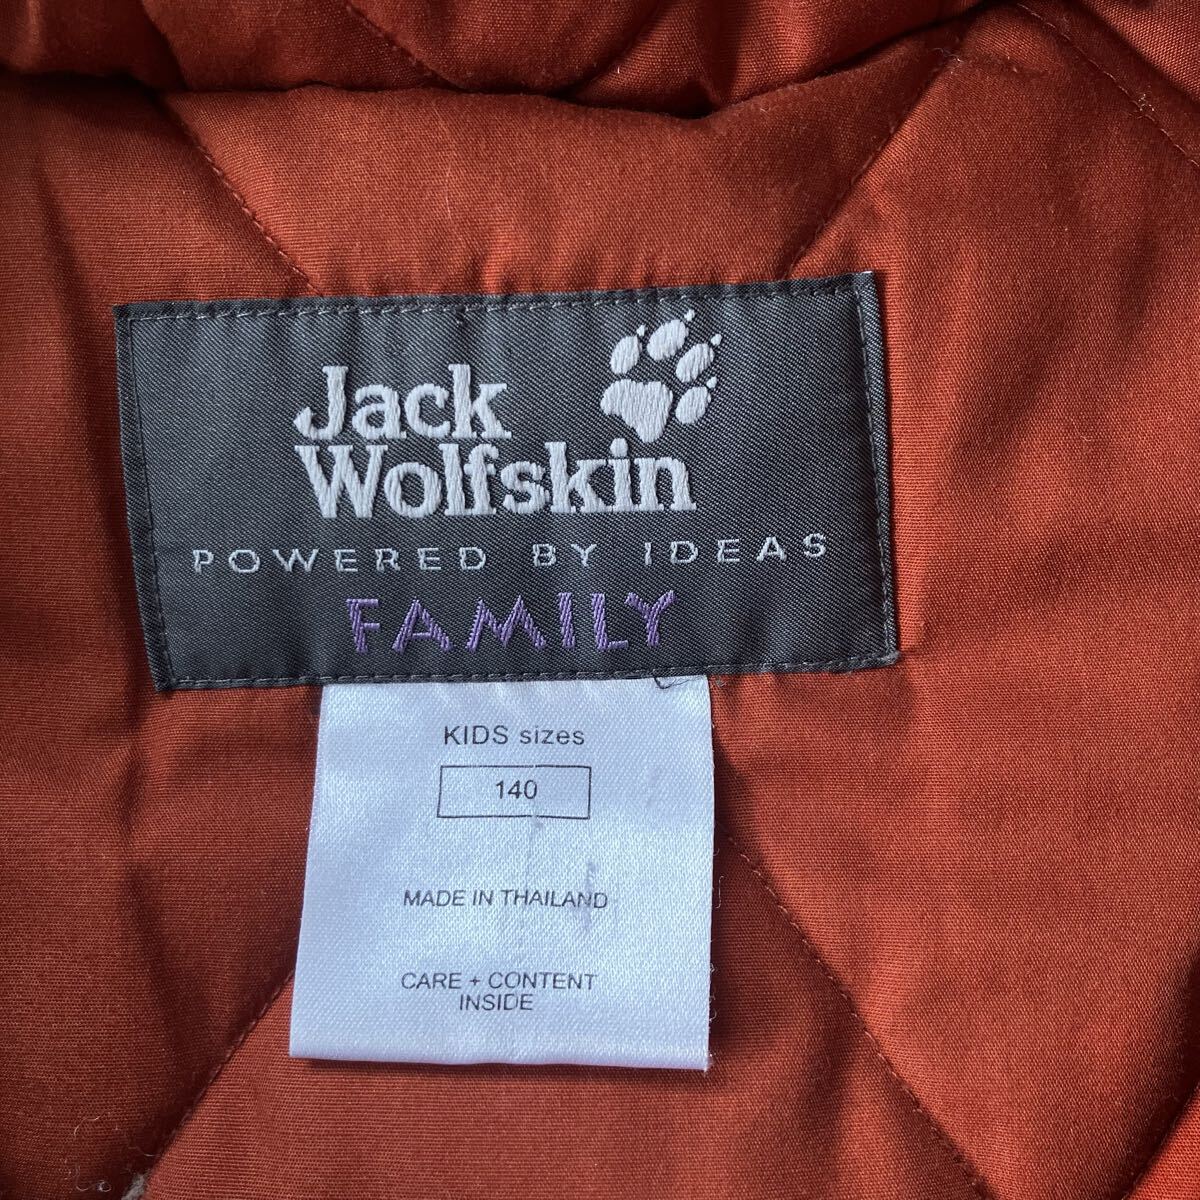 Jack
Wolfskin
POWERED BY IDEAS
FAMILY
KIDS sizes
140
MADE IN THAILAND
CARE + CONTENT
INSIDE